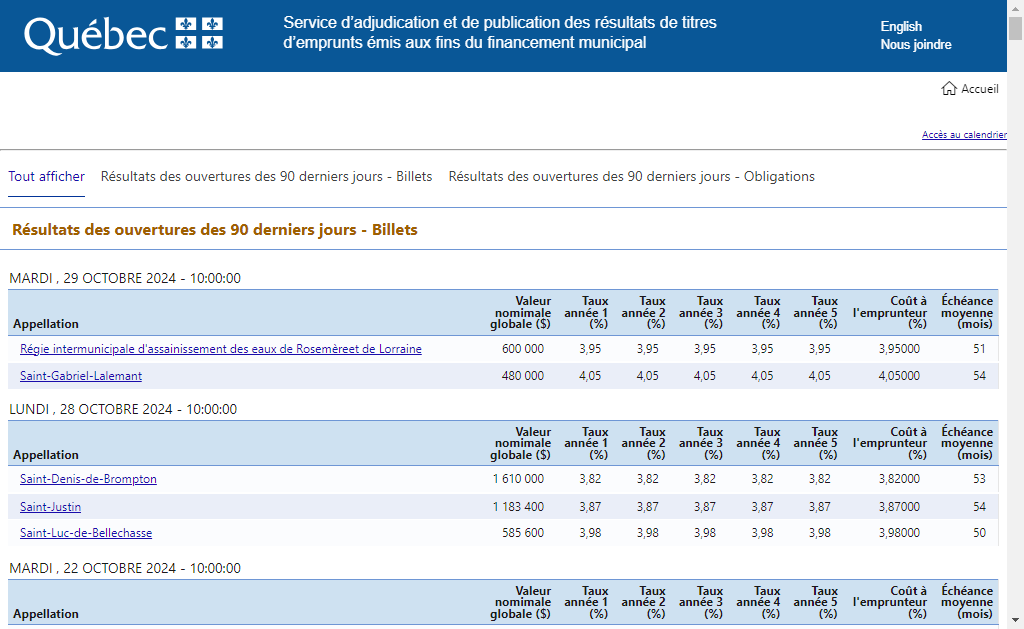 Québec
Service d'adjudication et de publication des résultats de titres
d'emprunts émis aux fins du financement municipal
English
Nous joindre
Accueil
Accès au calendrier
Tout afficher Résultats des ouvertures des 90 derniers jours - Billets Résultats des ouvertures des 90 derniers jours - Obligations
Résultats des ouvertures des 90 derniers jours - Billets
MARDI , 29 OCTOBRE 2024 - 10:00:00
Appellation Valeur nomimale globale ($) Taux année 1 (%) Taux année 2 (%) Taux année 3 (%) Taux année 4 (%) Taux année 5 (%) Coût à l'emprunteur (%) Échéance moyenne (mois)
Régie intermunicipale d'assainissement des eaux de Rosemèreet de Lorraine 600 000 3,95 3,95 3,95 3,95 3,95 3,95000 51
Saint-Gabriel-Lalemant 480 000 4,05 4,05 4,05 4,05 4,05 4,05000 54
LUNDI , 28 OCTOBRE 2024 - 10:00:00
Appellation Valeur nomimale globale ($) Taux année 1 (%) Taux année 2 (%) Taux année 3 (%) Taux année 4 (%) Taux année 5 (%) Coût à l'emprunteur (%) Échéance moyenne (mois)
Saint-Denis-de-Brompton 1 610 000 3,82 3,82 3,82 3,82 3,82 3,82000 53
Saint-Justin 1 183 400 3,87 3,87 3,87 3,87 3,87 3,87000 54
Saint-Luc-de-Bellechasse 585 600 3,98 3,98 3,98 3,98 3,98 3,98000 50
MARDI , 22 OCTOBRE 2024 - 10:00:00
Appellation Valeur nomimale globale ($) Taux année 1 (%) Taux année 2 (%) Taux année 3 (%) Taux année 4 (%) Taux année 5 (%) Coût à l'emprunteur (%) Échéance moyenne (mois)